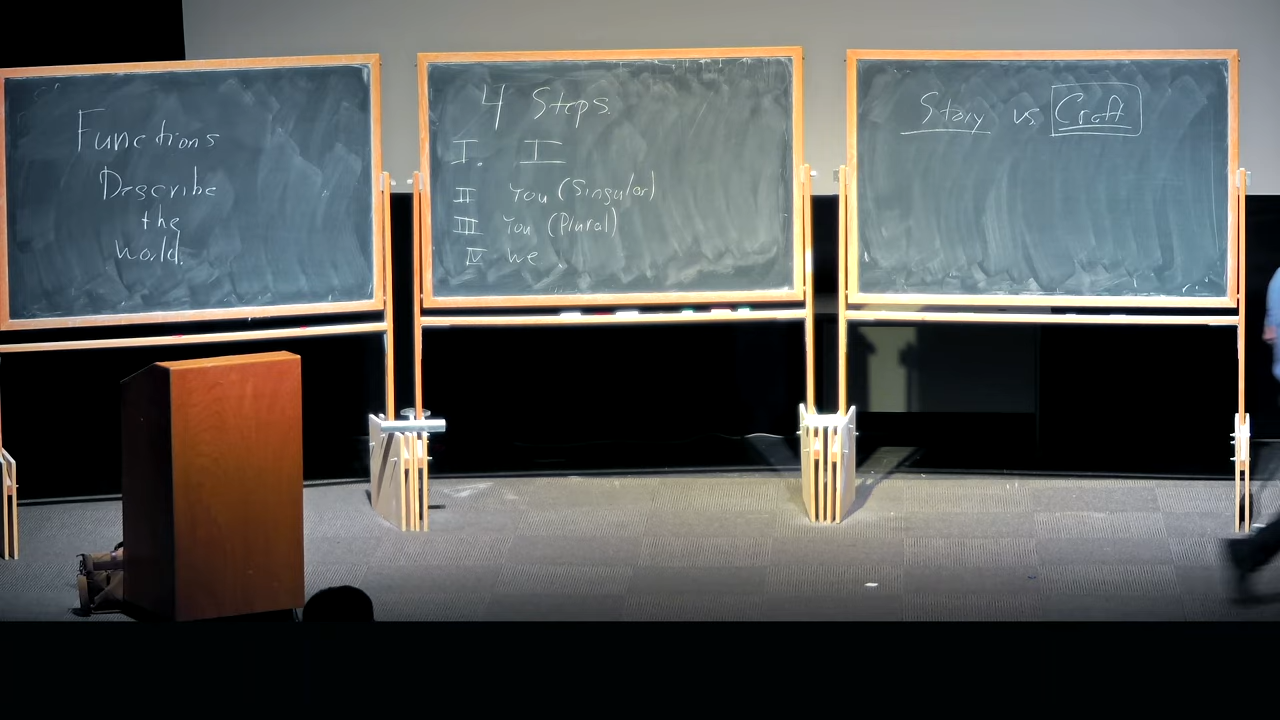 Functions
Describe
the
world.
4 Steps.
I. I
II You (Singular)
III You (Plural)
IV We
Story vs. Craft